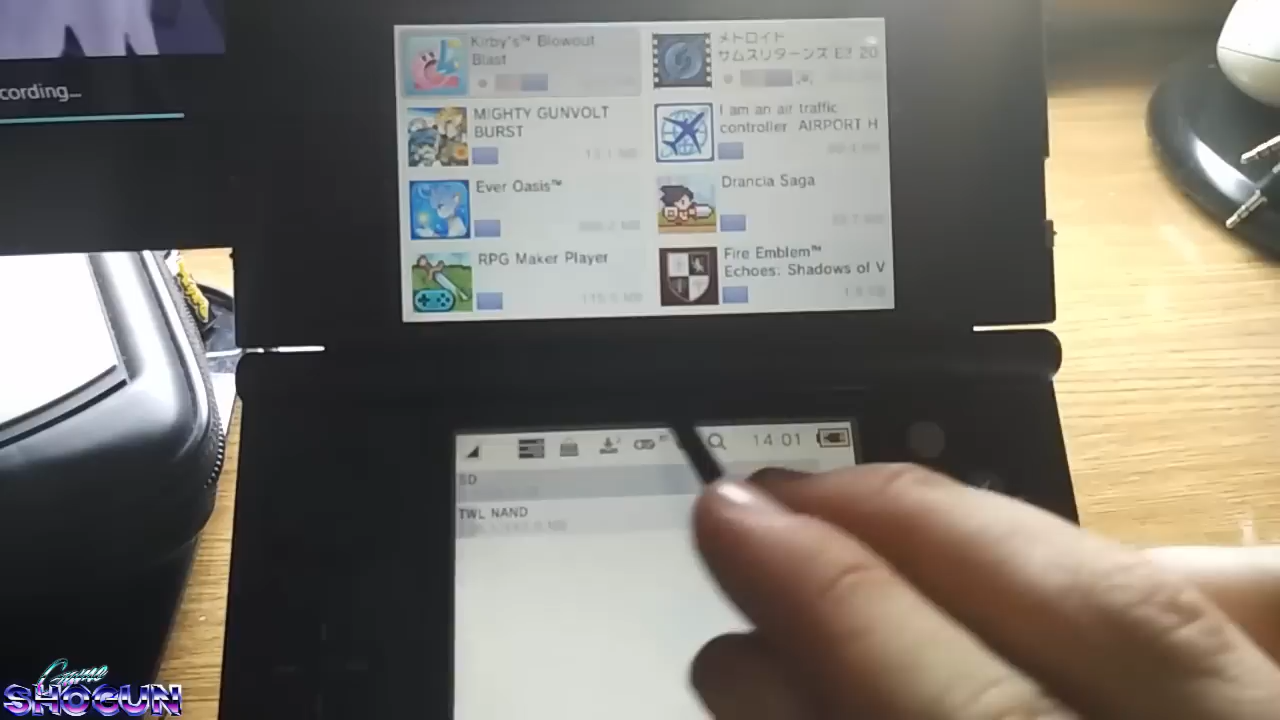 cording...
Kirby's™ Blowout
Blast
メトロイド
サムスリターンズ E3 20
MIGHTY GUNVOLT
BURST
I am an air traffic
controller AIRPORT H
Ever Oasis™
Drancia Saga
RPG Maker Player
Fire Emblem™
Echoes: Shadows of V
14:01
SD
TWL NAND
Game
SHOGUN